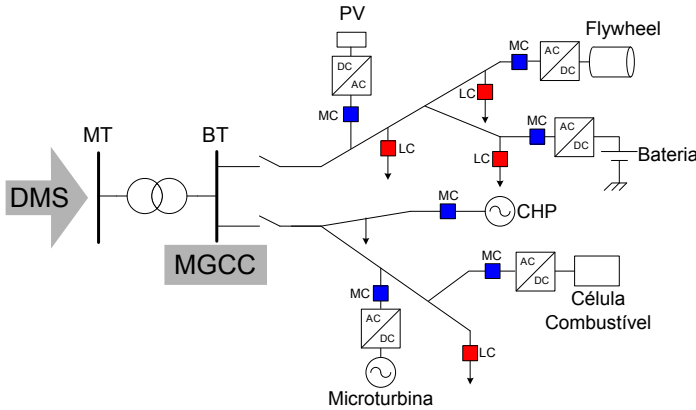 PV
DC
AC
MC
Flywheel
MC
AC
DC
LC
LC
MC
AC
DC
LC
Bateria
MT
BT
DMS
MGCC
MC
CHP
MC
AC
DC
Célula
Combustível
MC
AC
DC
LC
Microturbina